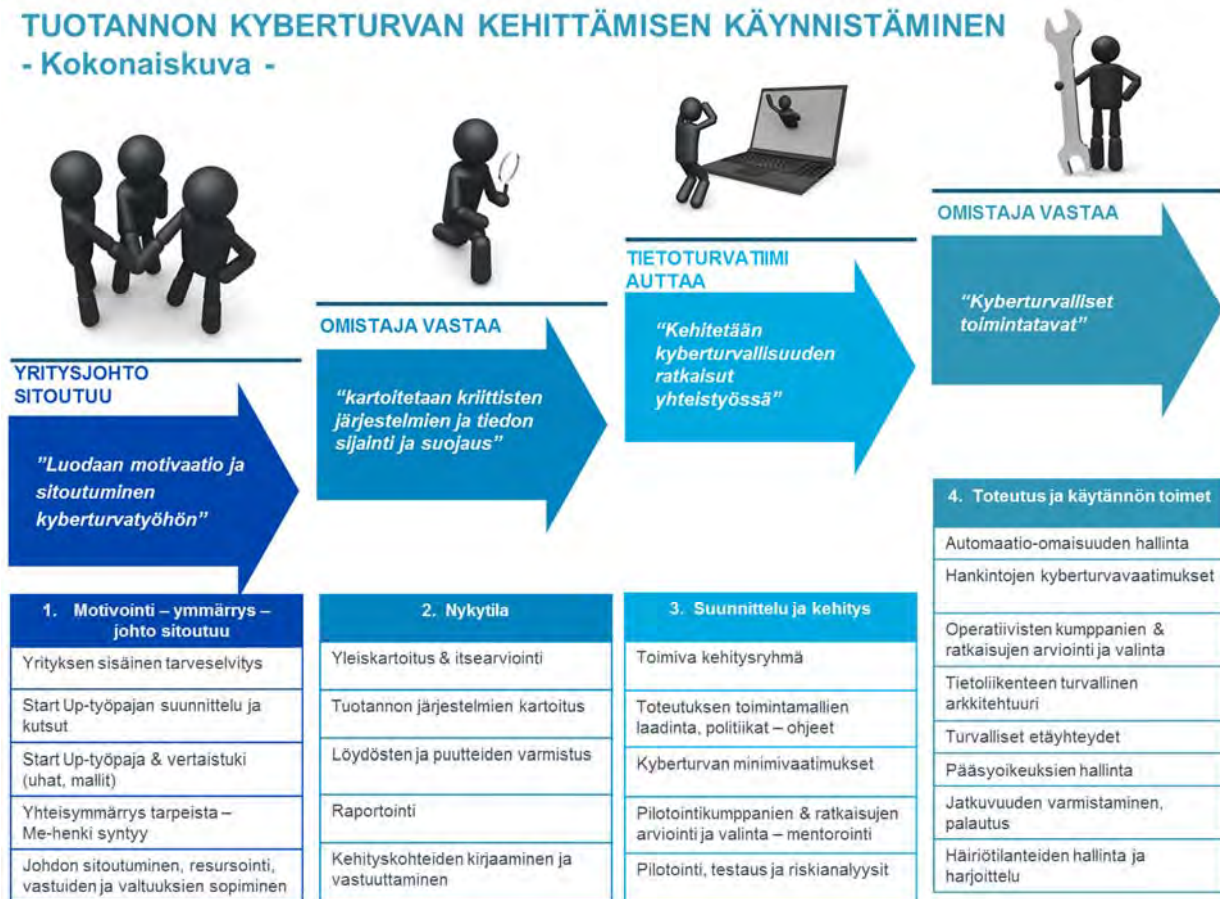 TUOTANNON KYBERTURVAN KEHITTÄMISEN KÄYNNISTÄMINEN
- Kokonaiskuva -
YRITYSJOHTO
SITOUTUU
"Luodaan motivaatio ja
sitoutuminen
kyberturvatyöhön"
1. Motivointi – ymmärrys –
johto sitoutuu
Yrityksen sisäinen tarveselvitys
Start Up-työpajan suunnittelu ja
kutsut
Start Up-työpaja & vertaistuki
(uhat, mallit)
Yhteisymmärrys tarpeista –
Me-henki syntyy
Johdon sitoutuminen, resursointi,
vastuiden ja valtuuksien sopiminen
OMISTAJA VASTAA
"kartoitetaan kriittisten
järjestelmien ja tiedon
sijainti ja suojaus"
2. Nykytila
Yleiskartoitus & itsearviointi
Tuotannon järjestelmien kartoitus
Löydösten ja puutteiden varmistus
Raportointi
Kehityskohteiden kirjaaminen ja
vastuuttaminen
TIETOTURVATIIMI
AUTTAA
"Kehitetään
kyberturvallisuuden
ratkaisut
yhteistyössä"
3. Suunnittelu ja kehitys
Toimiva kehitysryhmä
Toteutuksen toimintamallien
laadinta, politiikat – ohjeet
Kyberturvan minimivaatimukset
Pilotointikumppanien & ratkaisujen
arviointi ja valinta – mentorointi
Pilotointi, testaus ja riskianalyysit
OMISTAJA VASTAA
"Kyberturvalliset
toimintatavat"
4. Toteutus ja käytännön toimet
Automaatio-omaisuuden hallinta
Hankintojen kyberturvavaatimukset
Operatiivisten kumppanien &
ratkaisujen arviointi ja valinta
Tietoliikenteen turvallinen
arkkitehtuuri
Turvalliset etäyhteydet
Pääsyoikeuksien hallinta
Jatkuvuuden varmistaminen,
palautus
Häiriötilanteiden hallinta ja
harjoittelu